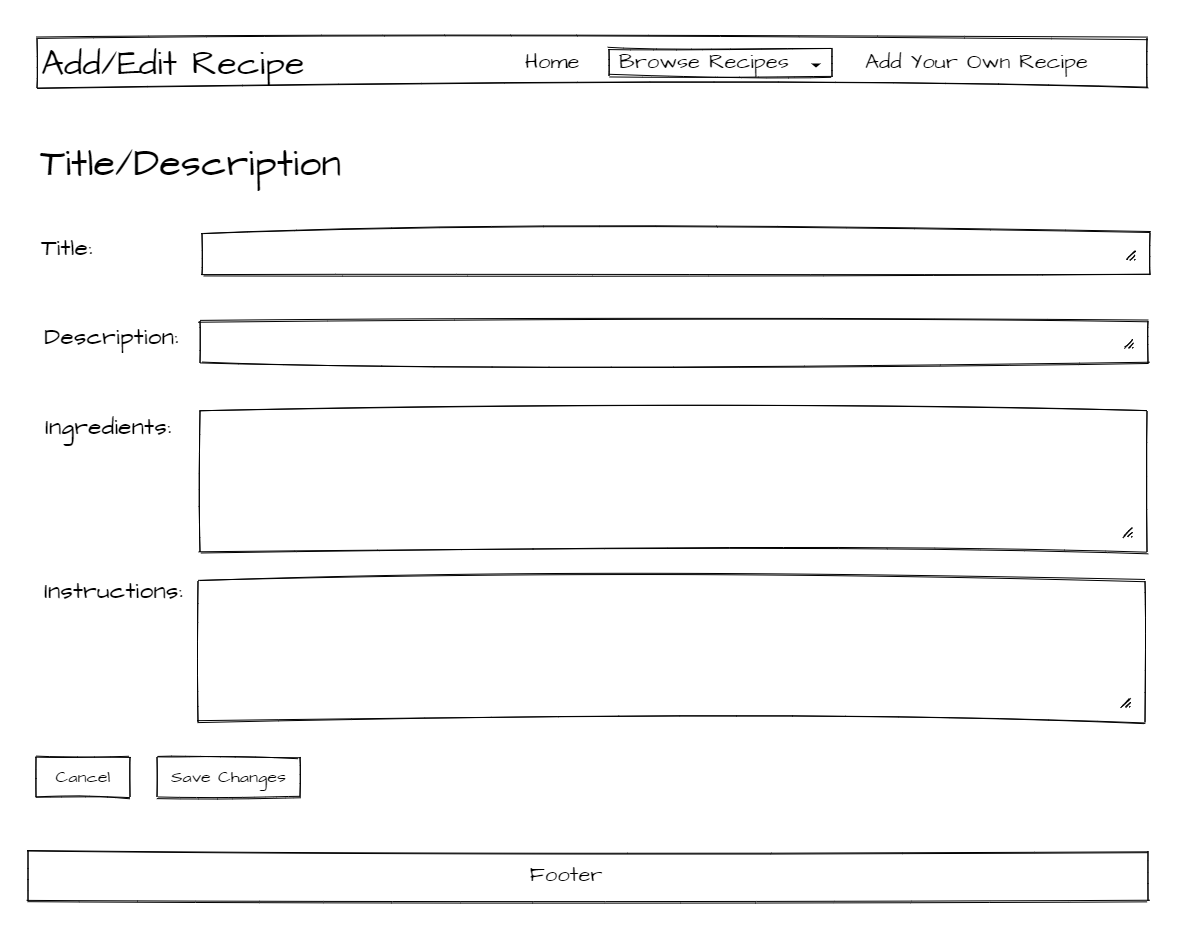 Add/Edit Recipe Home Browse Recipes Add Your Own Recipe
Title/Description
Title:
Description:
Ingredients:
Instructions:
Cancel Save Changes
Footer